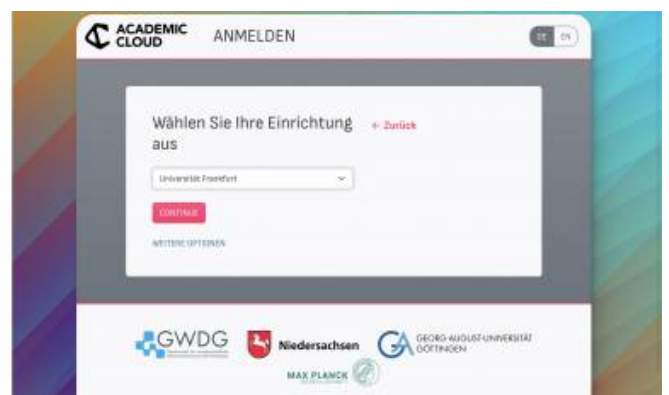 ACADEMIC
CLOUD
ANMELDEN
DE EN
Wählen Sie Ihre Einrichtung
aus
← Zurück
Universität Frankfurt
CONTINUE
WEITERE OPTIONEN
GWDG
Niedersachsen
GEORG-AUGUST-UNIVERSITÄT
GÖTTINGEN
MAX PLANCK